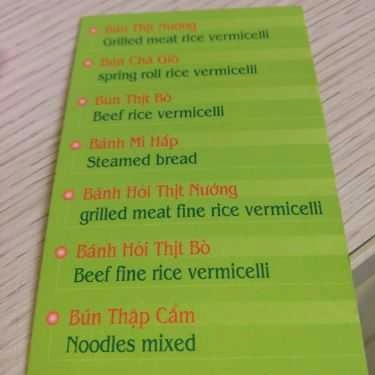 Bún Thịt Nướng
Grilled meat rice vermicelli
Bún Chả Giò
spring roll rice vermicelli
Bún Thịt Bò
Beef rice vermicelli
Bánh Mì Hấp
Steamed bread
Bánh Hỏi Thịt Nướng
grilled meat fine rice vermicelli
Bánh Hỏi Thịt Bò
Beef fine rice vermicelli
Bún Thập Cẩm
Noodles mixed